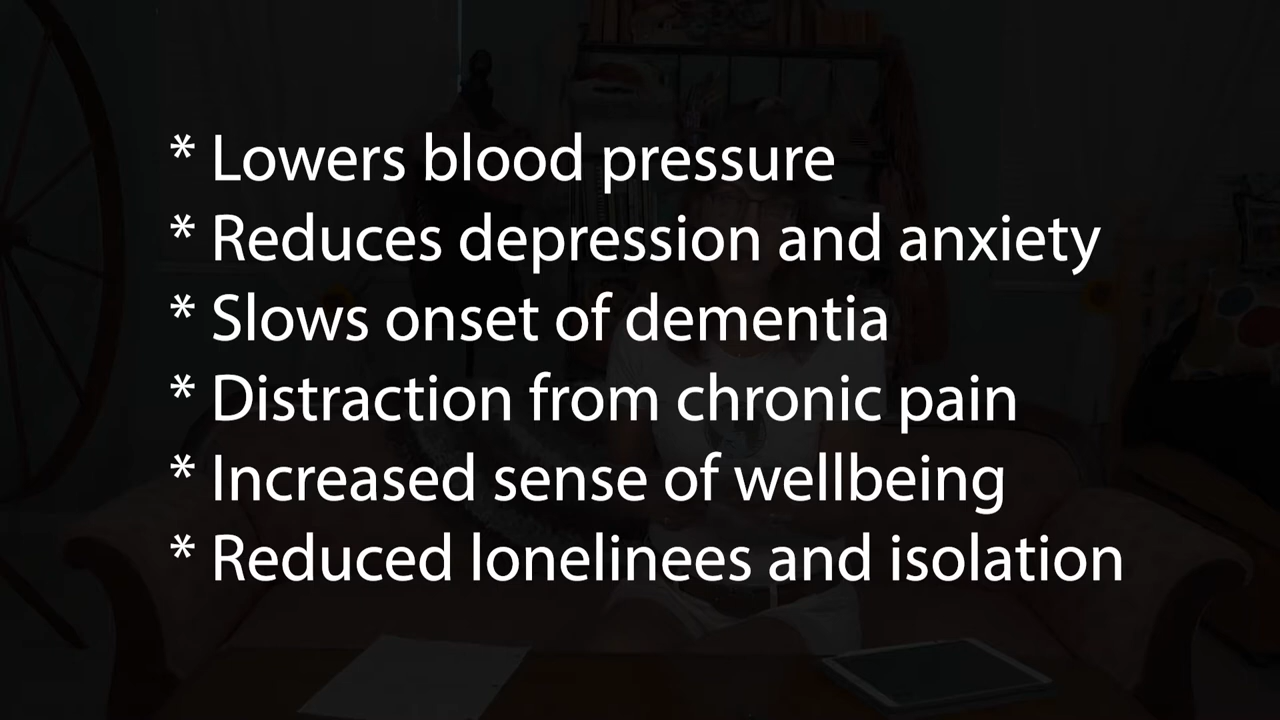 * Lowers blood pressure
* Reduces depression and anxiety
* Slows onset of dementia
* Distraction from chronic pain
* Increased sense of wellbeing
* Reduced lonelinees and isolation